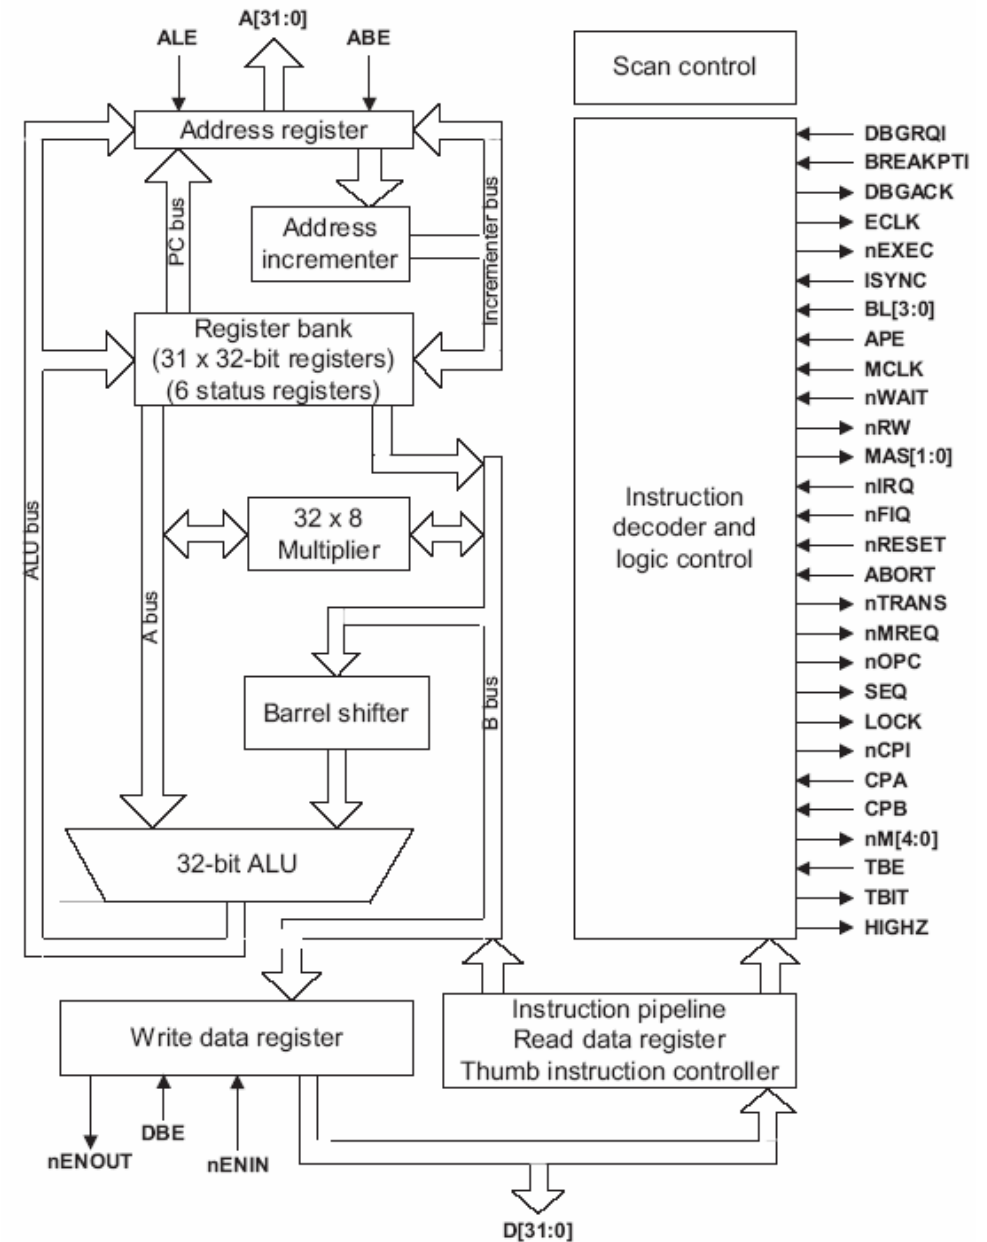 A[31:0]
ALE
ABE
Scan control
Address register
DBGRQI
BREAKPTI
DBGACK
ECLK
nEXEC
ISYNC
BL[3:0]
APE
MCLK
nWAIT
nRW
MAS[1:0]
nIRQ
nFIQ
nRESET
ABORT
nTRANS
nMREQ
nOPC
SEQ
LOCK
nCPI
CPA
CPB
nM[4:0]
TBE
TBIT
HIGHZ
PC bus
Address
incrementer
Incrementer bus
Register bank
(31 x 32-bit registers)
(6 status registers)
ALU bus
A bus
32 x 8
Multiplier
Instruction
decoder and
logic control
Barrel shifter
B bus
32-bit ALU
Write data register
Instruction pipeline
Read data register
Thumb instruction controller
nENOUT
DBE
nENIN
D[31:0]